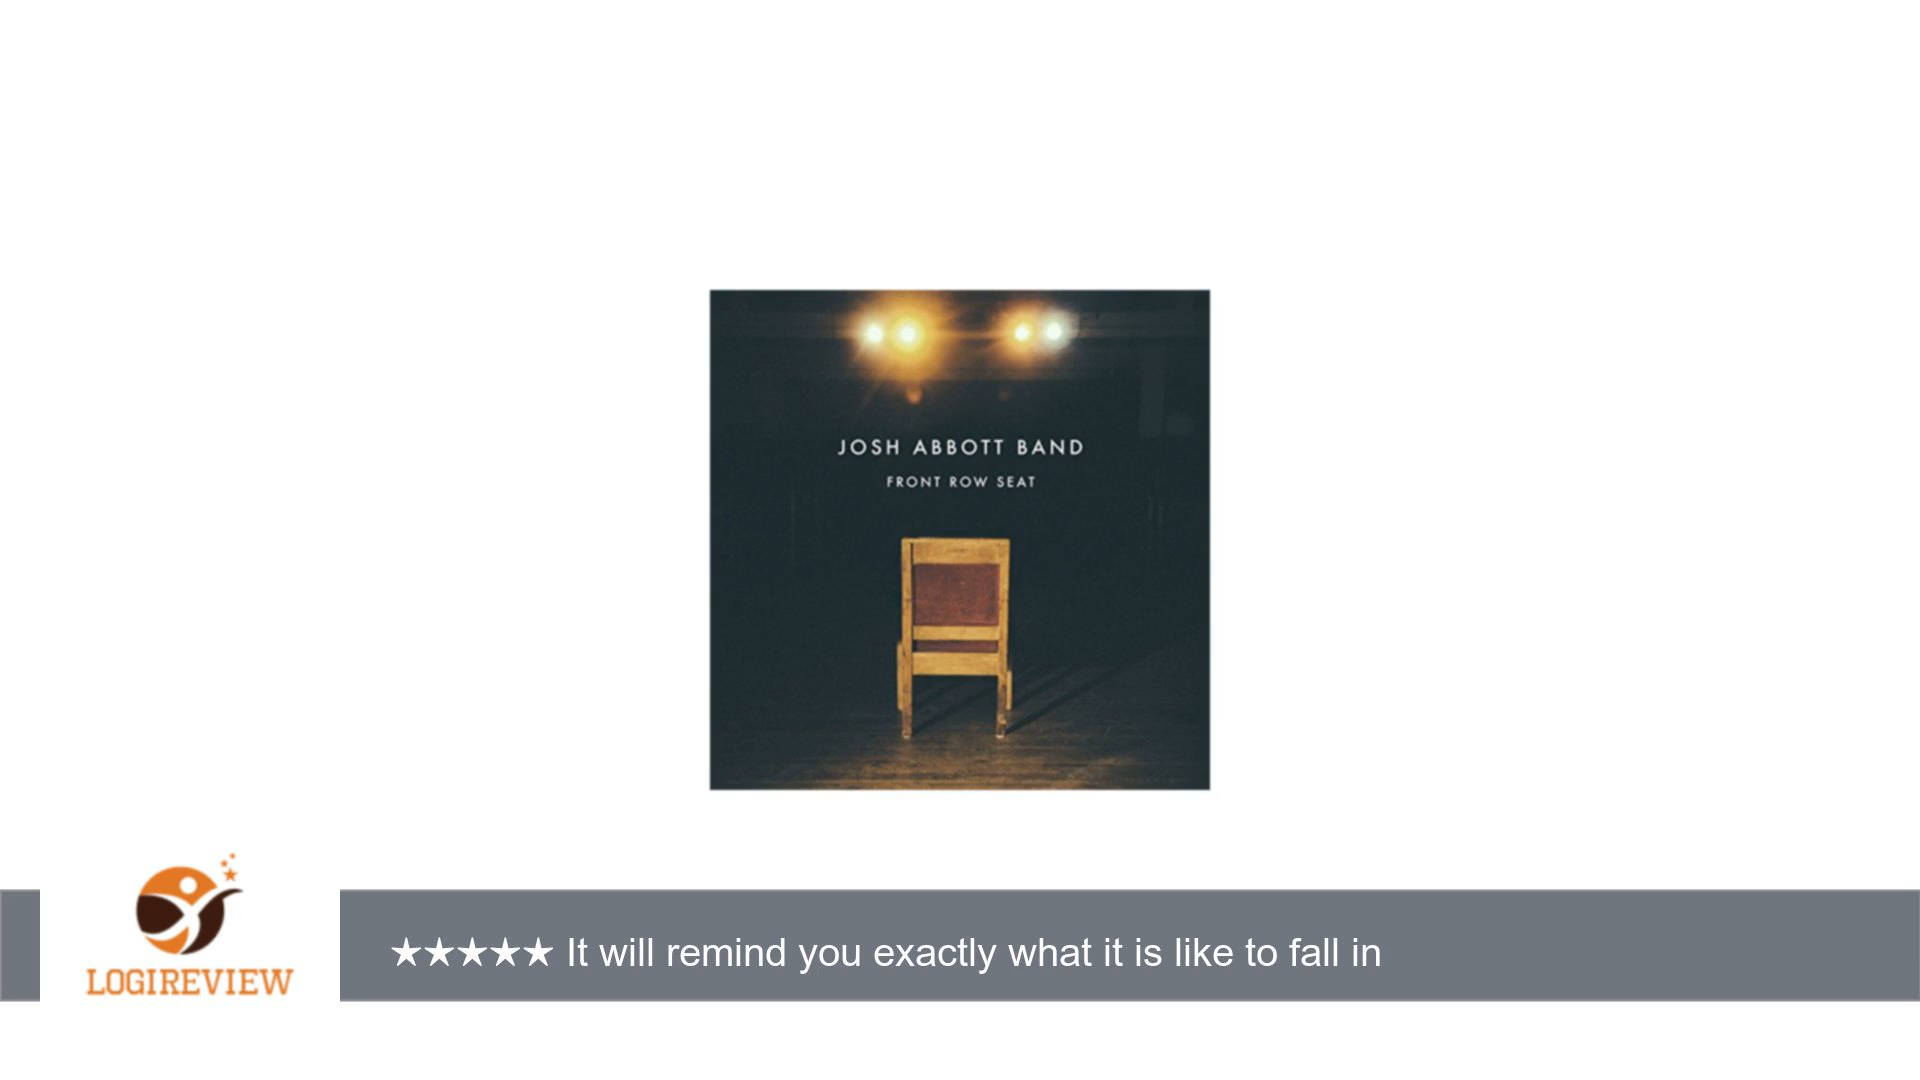 JOSH ABBOTT BAND
FRONT ROW SEAT
LOGIREVIEW
★★★★★ It will remind you exactly what it is like to fall in